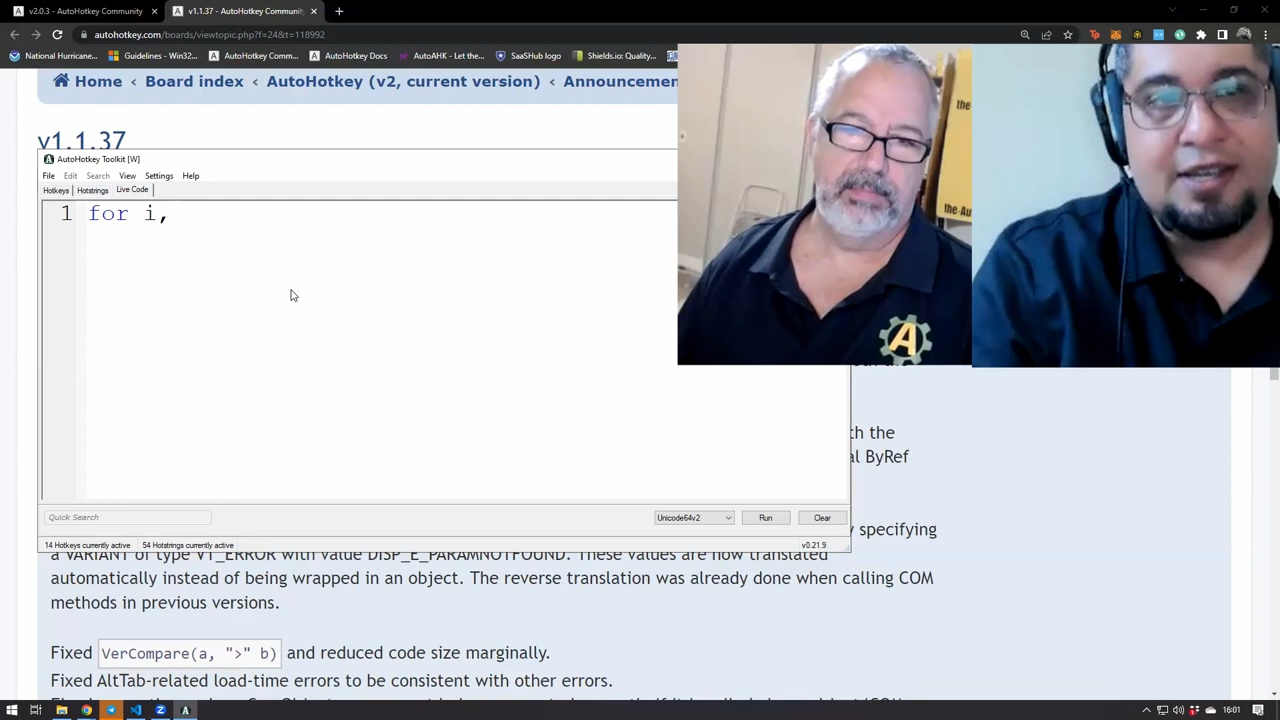 v2.0.3 - AutoHotkey Community
v1.1.37 - AutoHotkey Communit
autohotkey.com/boards/viewtopic.php?f=24&t=118992
National Hurricane...
Guidelines - Win32...
AutoHotkey Commu...
AutoHotkey Docs
AutoAHK - Let the...
SaaSHub logo
Shields.io: Quality...
Home ‹ Board index ‹ AutoHotkey (v2, current version) ‹ Announcemen
v1.1.37
AutoHotkey Toolkit [W]
File Edit Search View Settings Help
Hotkeys Hotstrings Live Code
1 for i,
the-Au
A
th the
al ByRef
Quick Search
Unicode64v2
Run
Clear
specifying
14 Hotkeys currently active
54 Hotstrings currently active
v0.21.9
a VARIANT of type VT_ERROR with value DISP_E_PARAMNOTFOUND. These values are now translated
automatically instead of being wrapped in an object. The reverse translation was already done when calling COM
methods in previous versions.
Fixed VerCompare(a, ">" b) and reduced code size marginally.
Fixed AltTab-related load-time errors to be consistent with other errors.
16:01